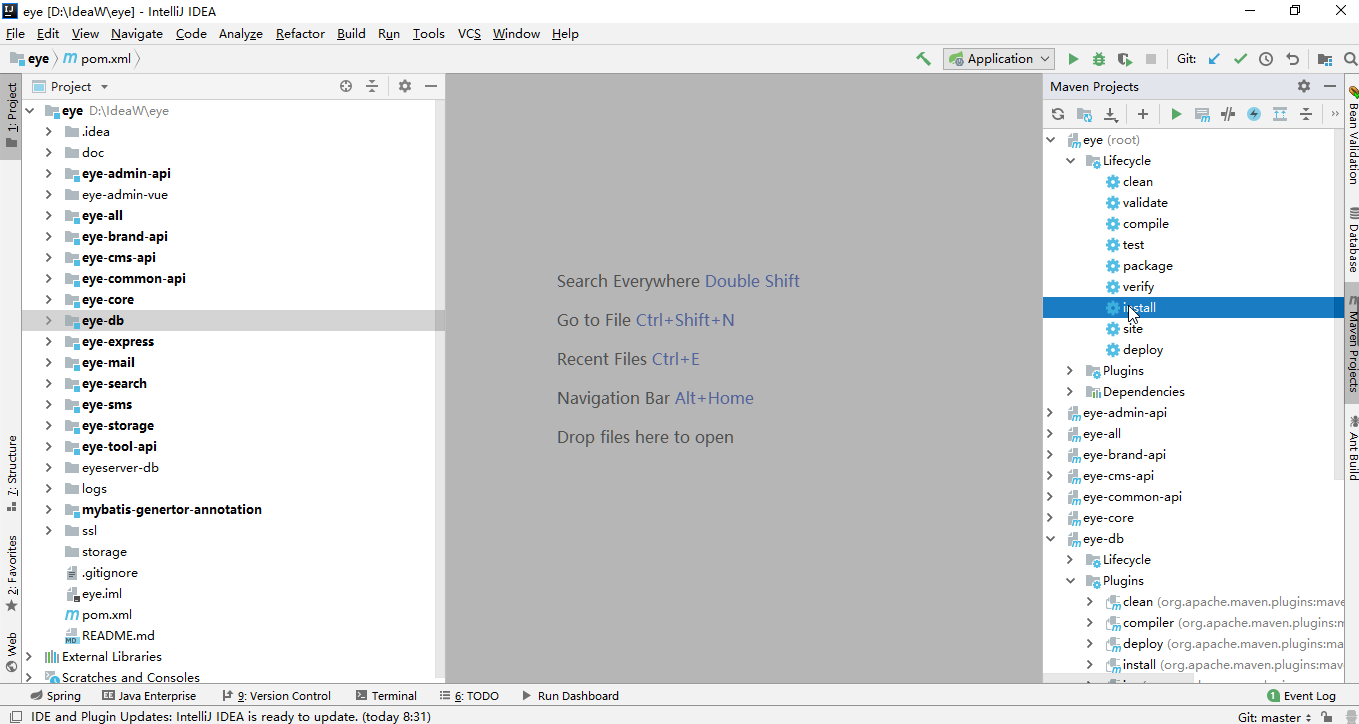 eye [D:\IdeaW\eye] - IntelliJ IDEA
File Edit View Navigate Code Analyze Refactor Build Run Tools VCS Window Help
eye pom.xml Application Git:
1: Project
7: Structure
2: Favorites
Web
Project
eye D:\IdeaW\eye
.idea
doc
eye-admin-api
eye-admin-vue
eye-all
eye-brand-api
eye-cms-api
eye-common-api
eye-core
eye-db
eye-express
eye-mail
eye-search
eye-sms
eye-storage
eye-tool-api
eyeserver-db
logs
mybatis-genertor-annotation
ssl
storage
.gitignore
eye.iml
pom.xml
README.md
External Libraries
Scratches and Consoles
Search Everywhere Double Shift
Go to File Ctrl+Shift+N
Recent Files Ctrl+E
Navigation Bar Alt+Home
Drop files here to open
Maven Projects
eye (root)
Lifecycle
clean
validate
compile
test
package
verify
install
site
deploy
Plugins
Dependencies
eye-admin-api
eye-all
eye-brand-api
eye-cms-api
eye-common-api
eye-core
eye-db
Lifecycle
Plugins
clean (org.apache.maven.plugins:mave
compiler (org.apache.maven.plugins:m
deploy (org.apache.maven.plugins:ma
install (org.apache.maven.plugins:mav
Bean Validation
Database
Maven Projects
Ant Build
Spring Java Enterprise 9: Version Control Terminal 6: TODO Run Dashboard 1 Event Log
IDE and Plugin Updates: IntelliJ IDEA is ready to update. (today 8:31) Git: master